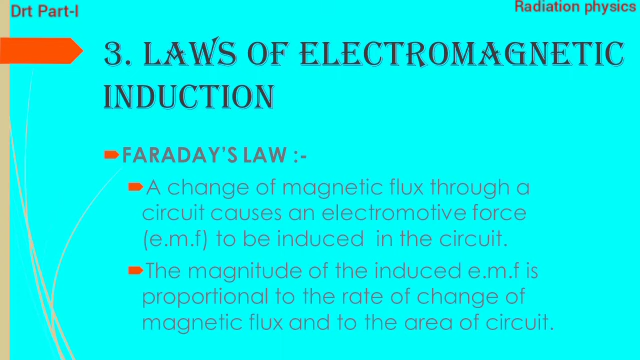 Drt Part-I
Radiation physics
3. LAWS OF ELECTROMAGNETIC
INDUCTION
FARADAY'S LAW :-
A change of magnetic flux through a
circuit causes an electromotive force
(e.m.f) to be induced in the circuit.
The magnitude of the induced e.m.f is
proportional to the rate of change of
magnetic flux and to the area of circuit.